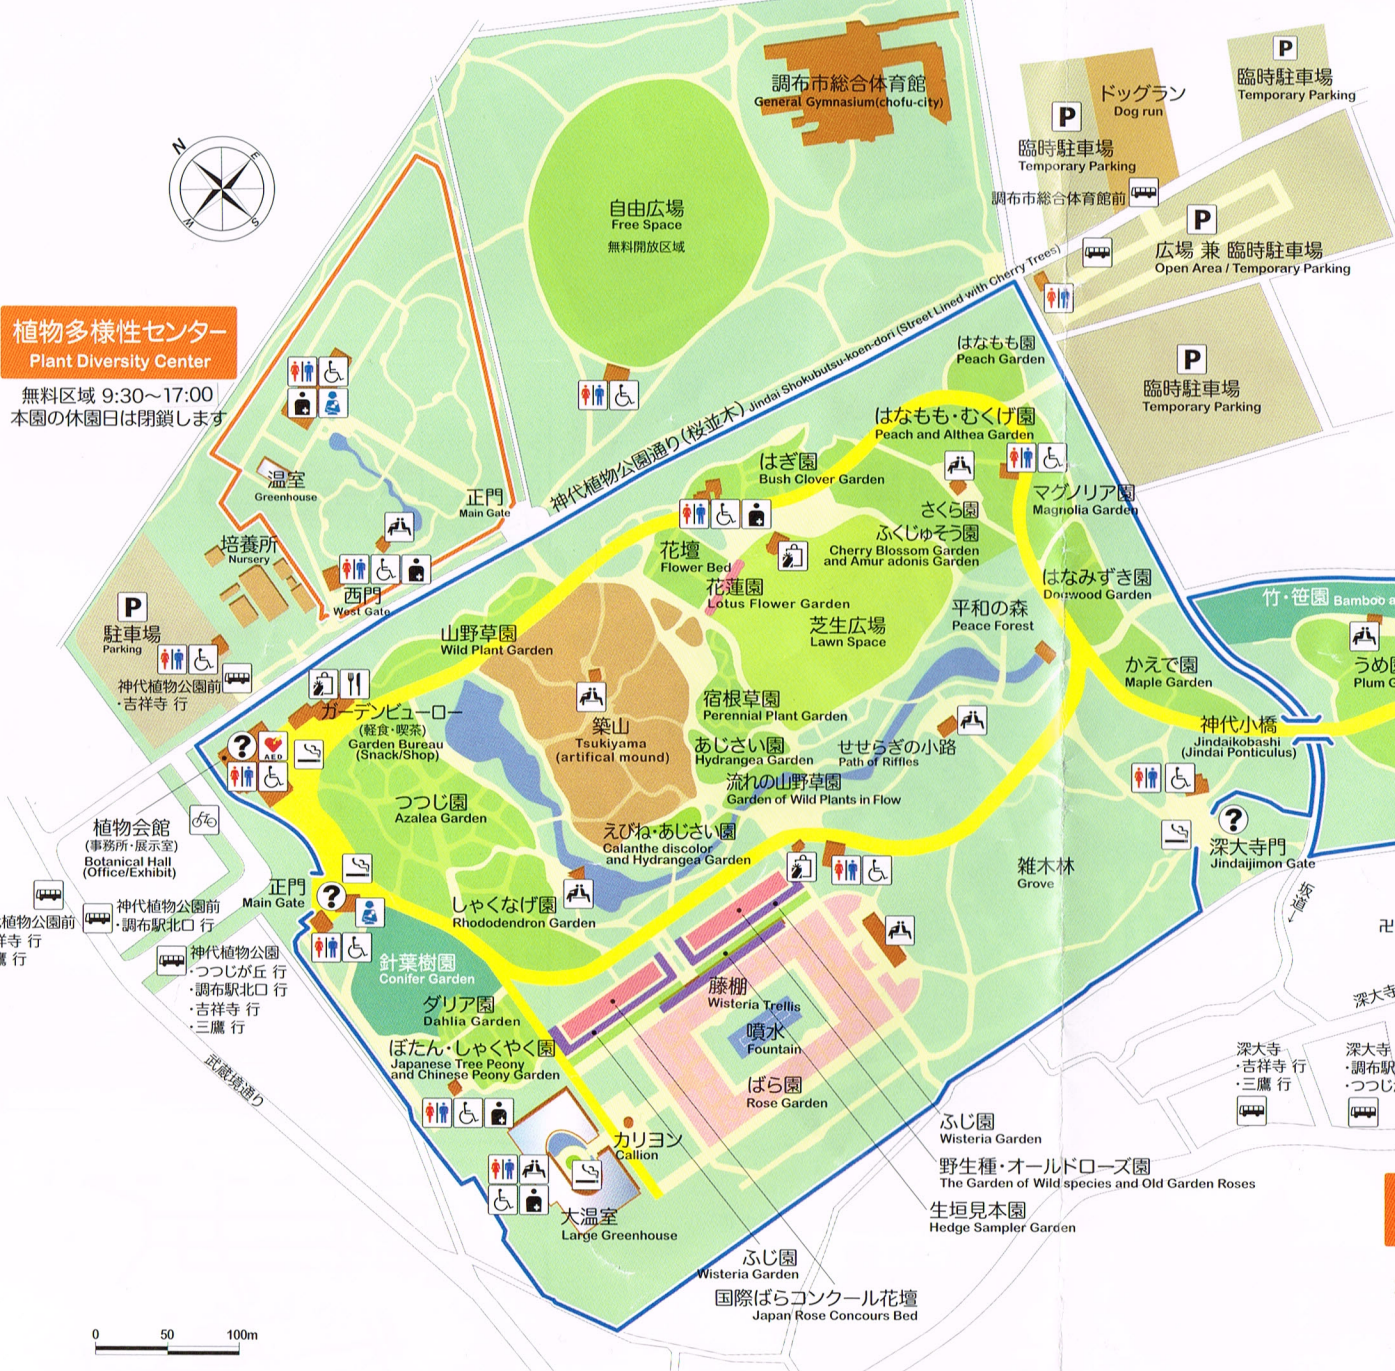 調布市総合体育館
General Gymnasium(chofu-city)
P
臨時駐車場
Temporary Parking
ドッグラン
Dog run
P
臨時駐車場
Temporary Parking
調布市総合体育館前
P
広場 兼 臨時駐車場
Open Area / Temporary Parking
P
臨時駐車場
Temporary Parking
N
E
S
W
自由広場
Free Space
無料開放区域
植物多様性センター
Plant Diversity Center
無料区域 9:30～17:00
本園の休園日は閉鎖します
温室
Greenhouse
正門
Main Gate
培養所
Nursery
西門
West Gate
P
駐車場
Parking
神代植物公園前
・吉祥寺 行
神代植物公園通り(桜並木) Jindai Shokubutsu-koen-dori (Street Lined with Cherry Trees)
はなもも園
Peach Garden
はなもも・むくげ園
Peach and Althea Garden
はぎ園
Bush Clover Garden
マグノリア園
Magnolia Garden
さくら園
ふくじゅそう園
Cherry Blossom Garden
and Amur adonis Garden
花壇
Flower Bed
花蓮園
Lotus Flower Garden
芝生広場
Lawn Space
はなみずき園
Dogwood Garden
平和の森
Peace Forest
竹・笹園 Bamboo a
うめ園
Plum G
かえで園
Maple Garden
神代小橋
Jindaikobashi
(Jindai Ponticulus)
山野草園
Wild Plant Garden
築山
Tsukiyama
(artifical mound)
宿根草園
Perennial Plant Garden
あじさい園
Hydrangea Garden
せせらぎの小路
Path of Riffles
流れの山野草園
Garden of Wild Plants in Flow
えびね・あじさい園
Calanthe discolor
and Hydrangea Garden
ガーデンビューロー
(軽食・喫茶)
Garden Bureau
(Snack/Shop)
?
AED
つつじ園
Azalea Garden
植物会館
(事務所・展示室)
Botanical Hall
(Office/Exhibit)
正門
Main Gate
?
しゃくなげ園
Rhododendron Garden
雑木林
Grove
?
深大寺門
Jindaijimon Gate
坂道→
卍
植物公園前
祥寺 行
鷹 行
神代植物公園前
・調布駅北口 行
神代植物公園
・つつじが丘 行
・調布駅北口 行
・吉祥寺 行
・三鷹 行
武蔵境通り
針葉樹園
Conifer Garden
ダリア園
Dahlia Garden
ぼたん・しゃくやく園
Japanese Tree Peony
and Chinese Peony Garden
藤棚
Wisteria Trellis
噴水
Fountain
ばら園
Rose Garden
カリヨン
Callion
大温室
Large Greenhouse
深大寺
深大寺
・吉祥寺 行
・三鷹 行
深大寺
・調布駅
・つつじ
ふじ園
Wisteria Garden
野生種・オールドローズ園
The Garden of Wild species and Old Garden Roses
生垣見本園
Hedge Sampler Garden
ふじ園
Wisteria Garden
国際ばらコンクール花壇
Japan Rose Concours Bed
0 50 100m